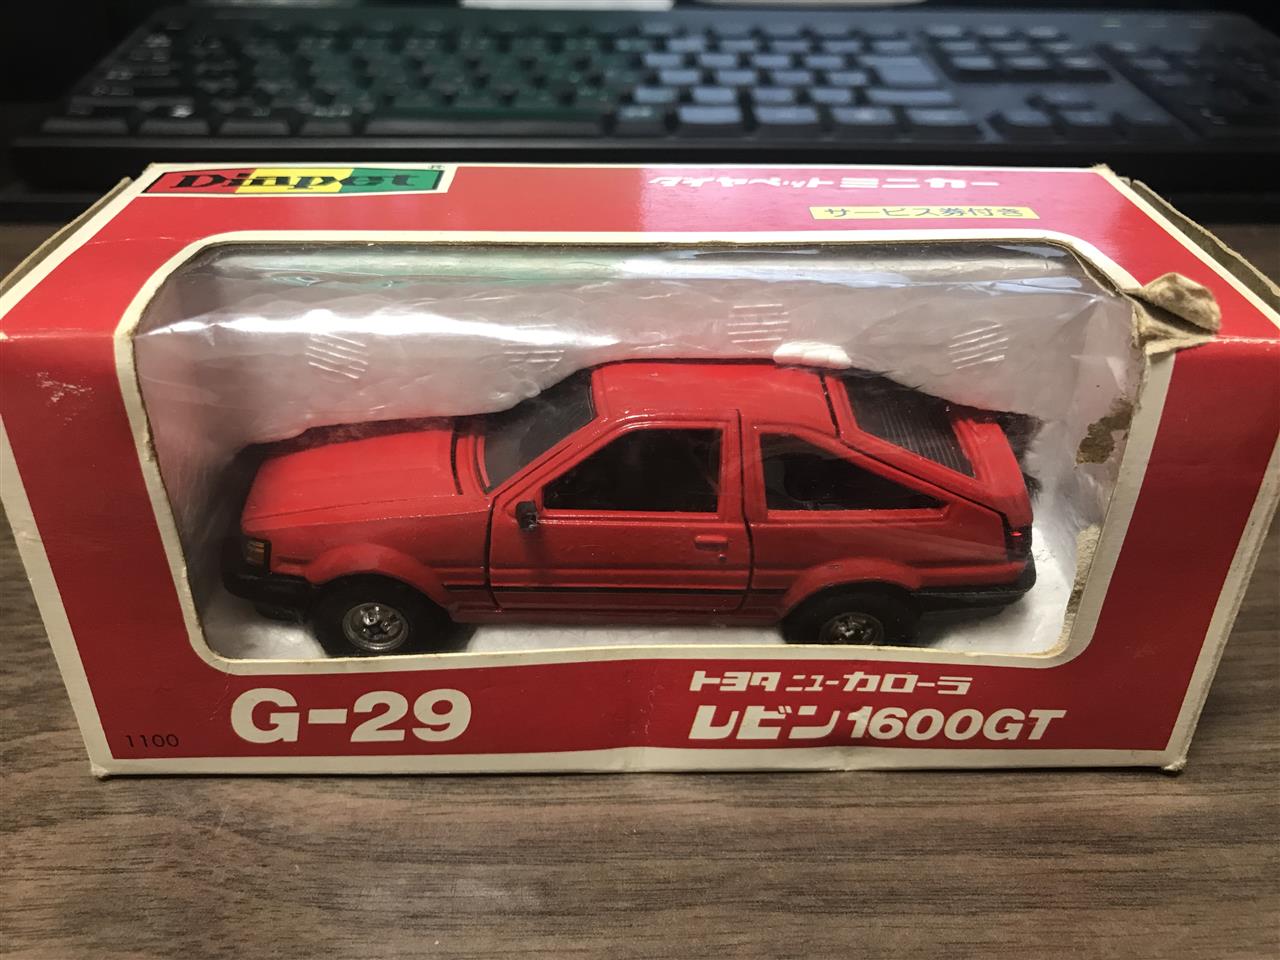 Diapet
ダイヤペットミニカー
サービス券付き
G-29
1100
トヨタ ニューカローラ
レビン1600GT